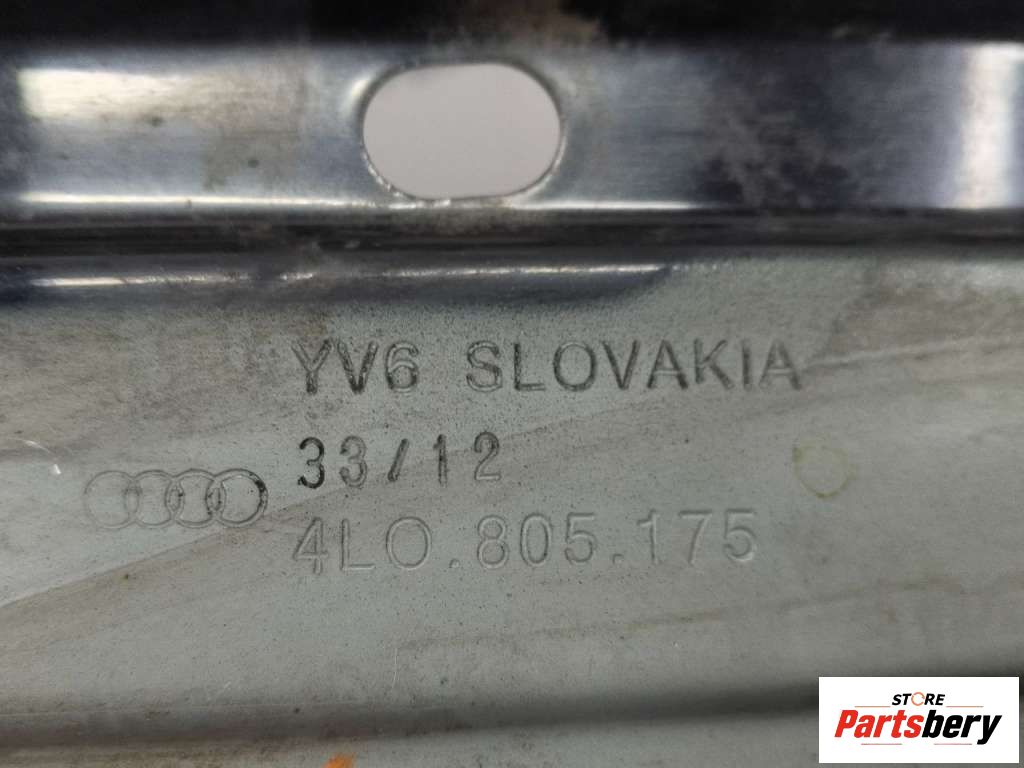 YV6 SLOVAKIA
33/12
4L0.805.175
STORE
Partsbery